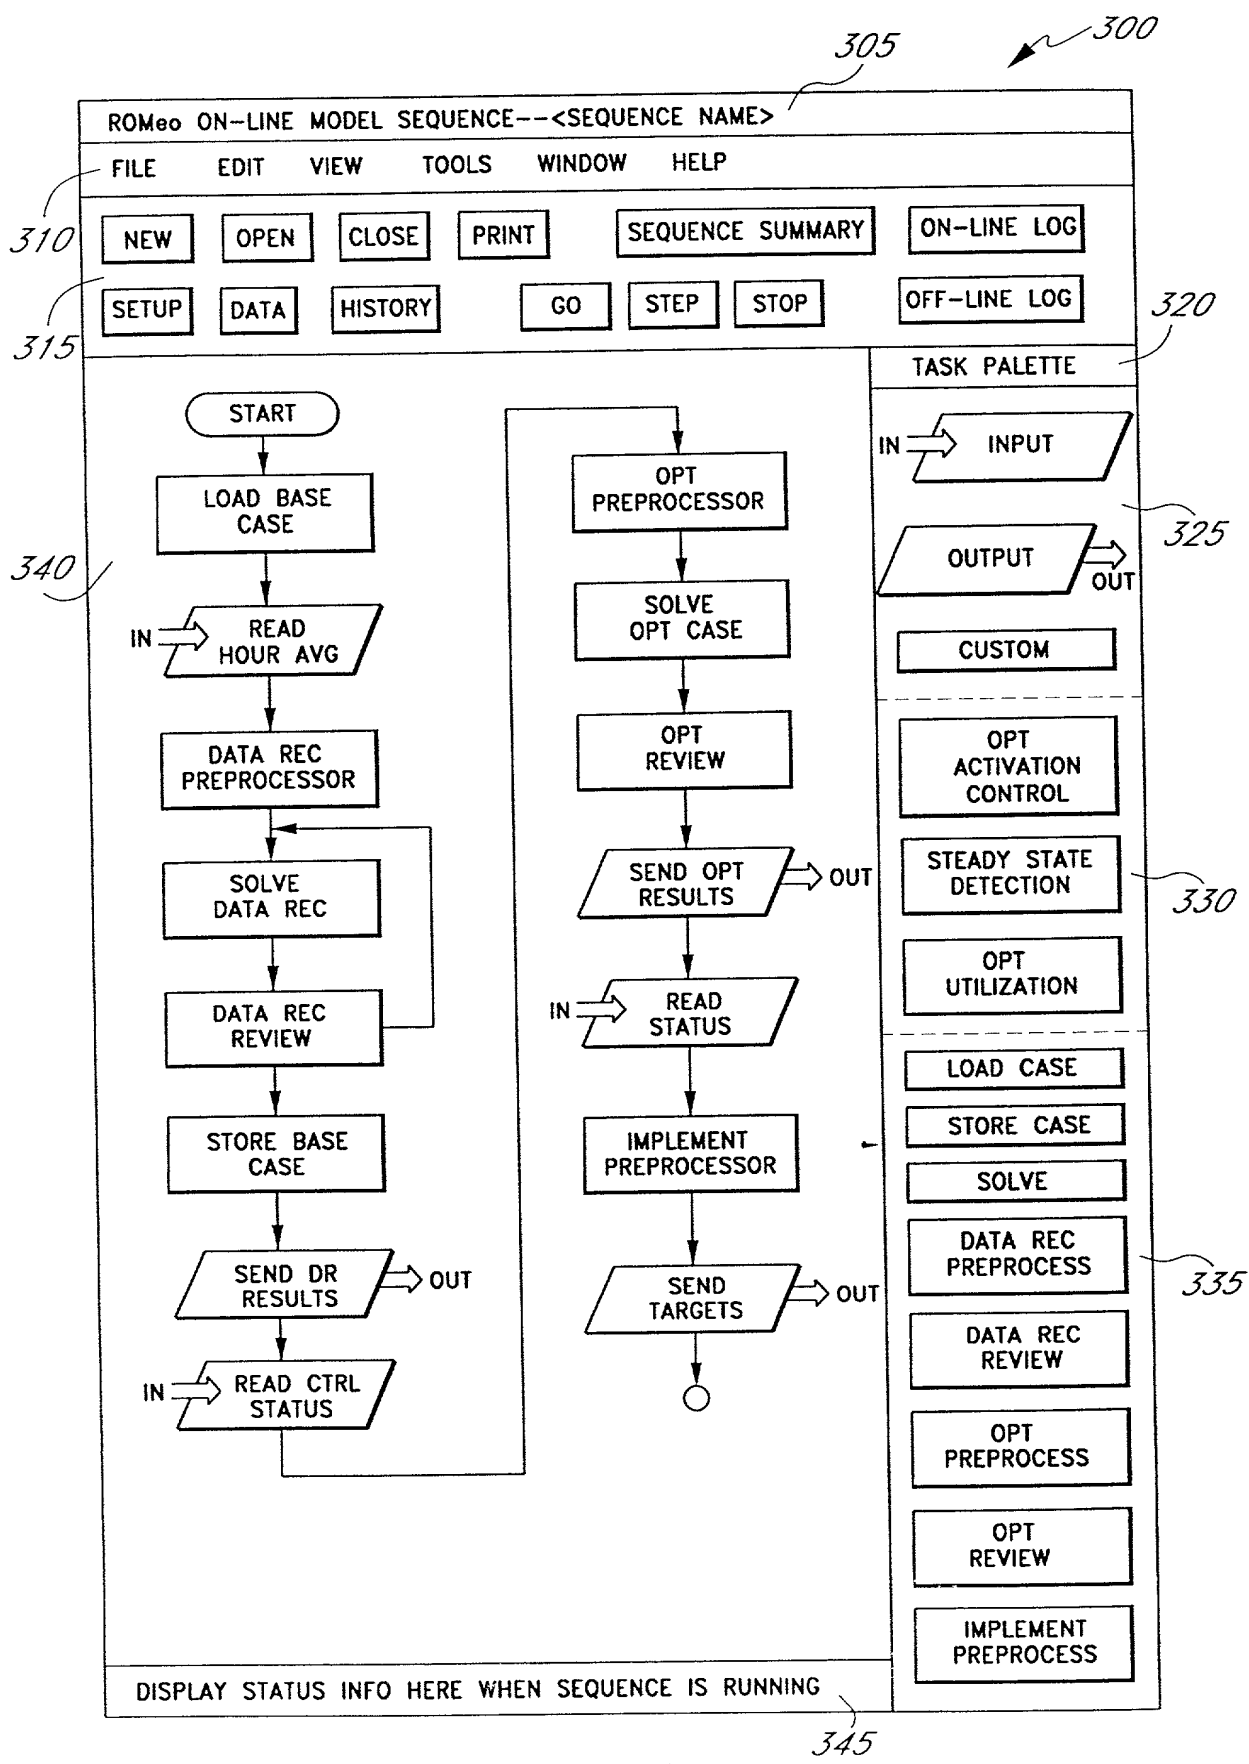 300
305
ROMeo ON-LINE MODEL SEQUENCE--<SEQUENCE NAME>
FILE EDIT VIEW TOOLS WINDOW HELP
310
NEW OPEN CLOSE PRINT SEQUENCE SUMMARY ON-LINE LOG
SETUP DATA HISTORY GO STEP STOP OFF-LINE LOG
315
320
TASK PALETTE
START
LOAD BASE
CASE
340
IN
READ
HOUR AVG
DATA REC
PREPROCESSOR
SOLVE
DATA REC
DATA REC
REVIEW
STORE BASE
CASE
SEND DR
RESULTS
OUT
IN
READ CTRL
STATUS
OPT
PREPROCESSOR
SOLVE
OPT CASE
OPT
REVIEW
SEND OPT
RESULTS
OUT
IN
READ
STATUS
IMPLEMENT
PREPROCESSOR
SEND
TARGETS
OUT
IN
INPUT
325
OUTPUT
OUT
CUSTOM
OPT
ACTIVATION
CONTROL
STEADY STATE
DETECTION
330
OPT
UTILIZATION
LOAD CASE
STORE CASE
SOLVE
DATA REC
PREPROCESS
335
DATA REC
REVIEW
OPT
PREPROCESS
OPT
REVIEW
IMPLEMENT
PREPROCESS
DISPLAY STATUS INFO HERE WHEN SEQUENCE IS RUNNING
345